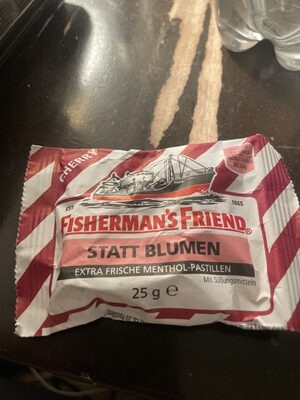 CHERRY
EST
1865
FISHERMAN'S FRIEND
STATT BLUMEN
EXTRA FRISCHE MENTHOL-PASTILLEN
Mit Süßungsmitteln
25 g e